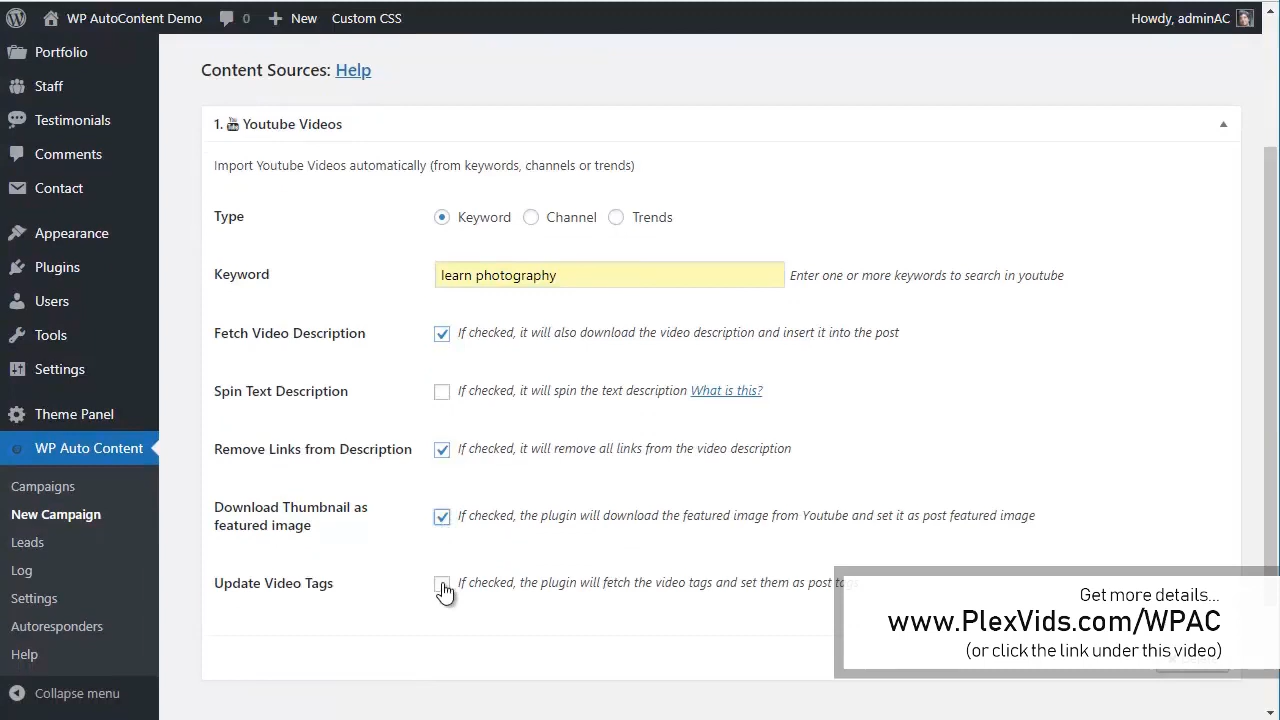 WP AutoContent Demo 0 New Custom CSS Howdy, adminAC
Portfolio
Staff
Testimonials
Comments
Contact
Appearance
Plugins
Users
Tools
Settings
Theme Panel
WP Auto Content
Campaigns
New Campaign
Leads
Log
Settings
Autoresponders
Help
Collapse menu
Content Sources: Help
1. Youtube Videos
Import Youtube Videos automatically (from keywords, channels or trends)
Type Keyword Channel Trends
Keyword learn photography Enter one or more keywords to search in youtube
Fetch Video Description If checked, it will also download the video description and insert it into the post
Spin Text Description If checked, it will spin the text description What is this?
Remove Links from Description If checked, it will remove all links from the video description
Download Thumbnail as
featured image If checked, the plugin will download the featured image from Youtube and set it as post featured image
Update Video Tags If checked, the plugin will fetch the video tags and set them as post tags
Get more details...
www.PlexVids.com/WPAC
(or click the link under this video)